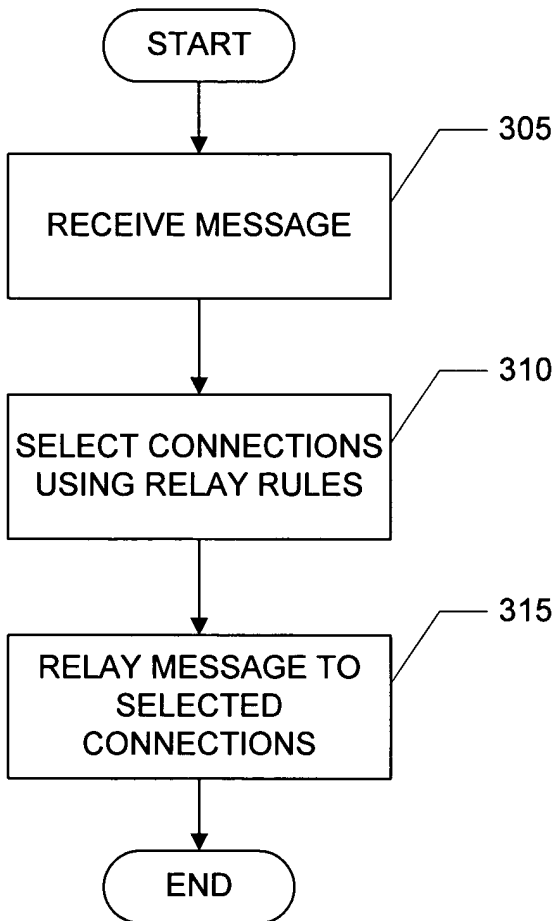 START
305
RECEIVE MESSAGE
310
SELECT CONNECTIONS
USING RELAY RULES
315
RELAY MESSAGE TO
SELECTED
CONNECTIONS
END